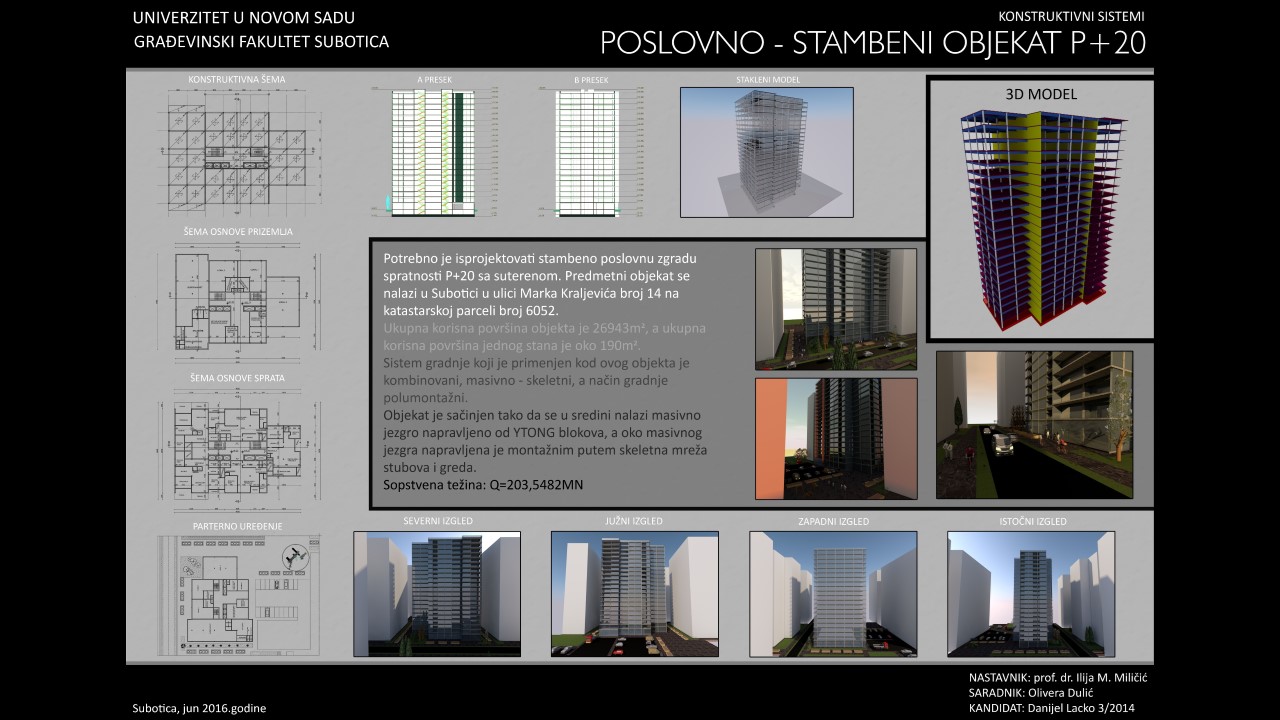 UNIVERZITET U NOVOM SADU
GRAĐEVINSKI FAKULTET SUBOTICA
KONSTRUKTIVNI SISTEMI
POSLOVNO - STAMBENI OBJEKAT P+20
KONSTRUKTIVNA ŠEMA
A PRESEK
B PRESEK
STAKLENI MODEL
3D MODEL
ŠEMA OSNOVE PRIZEMLJA
ŠEMA OSNOVE SPRATA
PARTERNO UREĐENJE
Potrebno je isprojektovati stambeno poslovnu zgradu
spratnosti P+20 sa suterenom. Predmetni objekat se
nalazi u Subotici u ulici Marka Kraljevića broj 14 na
katastarskoj parceli broj 6052.
Ukupna korisna površina objekta je 26943m², a ukupna
korisna površina jednog stana je oko 190m².
Sistem gradnje koji je primenjen kod ovog objekta je
kombinovani, masivno - skeletni, a način gradnje
polumontažni.
Objekat je sačinjen tako da se u sredini nalazi masivno
jezgro napravljeno od YTONG blokova, a oko masivnog
jezgra napravljena je montažnim putem skeletna mreža
stubova i greda.
Sopstvena težina: Q=203,5482MN
SEVERNI IZGLED
JUŽNI IZGLED
ZAPADNI IZGLED
ISTOČNI IZGLED
NASTAVNIK: prof. dr. Ilija M. Miličić
SARADNIK: Olivera Dulić
KANDIDAT: Danijel Lacko 3/2014
Subotica, jun 2016.godine